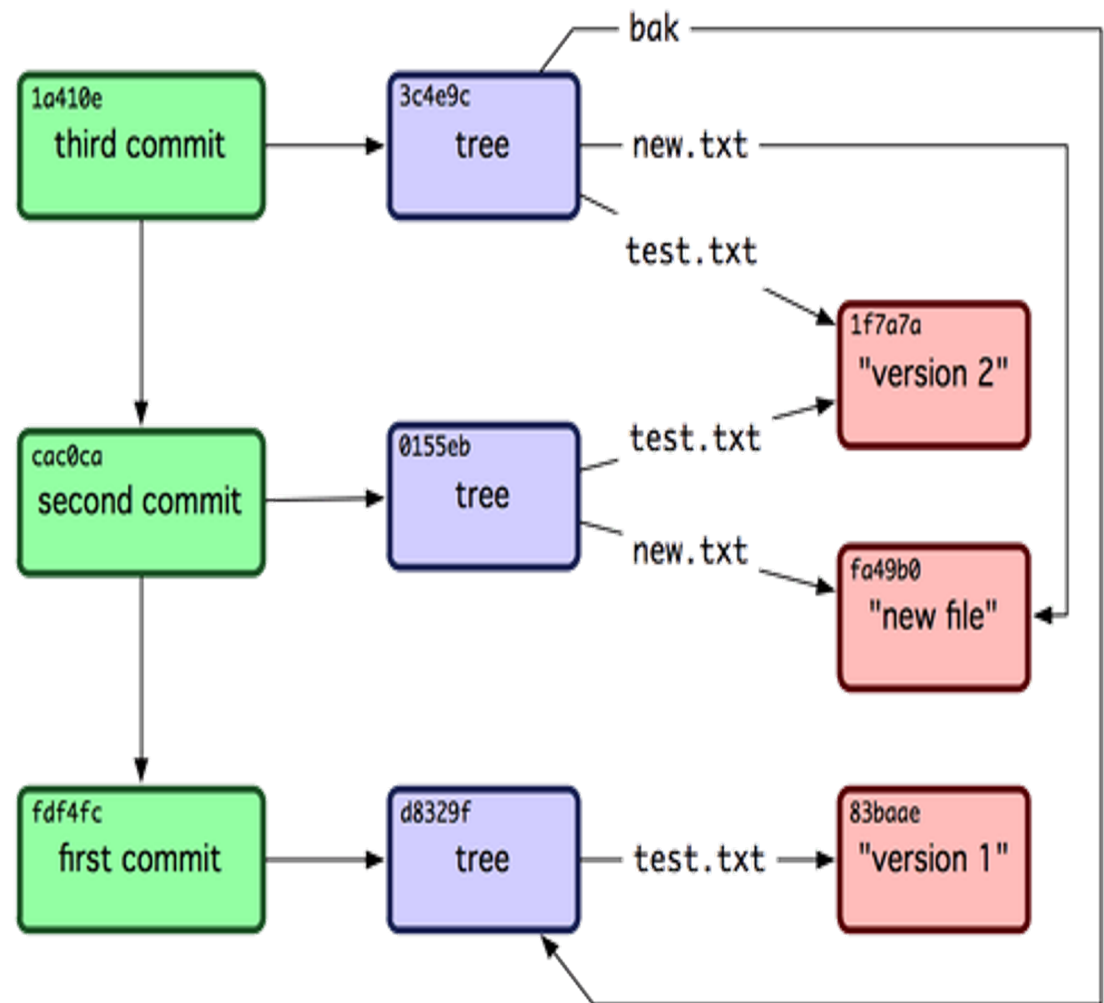 bak
1a410e
third commit
3c4e9c
tree
new.txt
test.txt
1f7a7a
"version 2"
cac0ca
second commit
0155eb
tree
test.txt
new.txt
fa49b0
"new file"
fdf4fc
first commit
d8329f
tree
test.txt
83baae
"version 1"